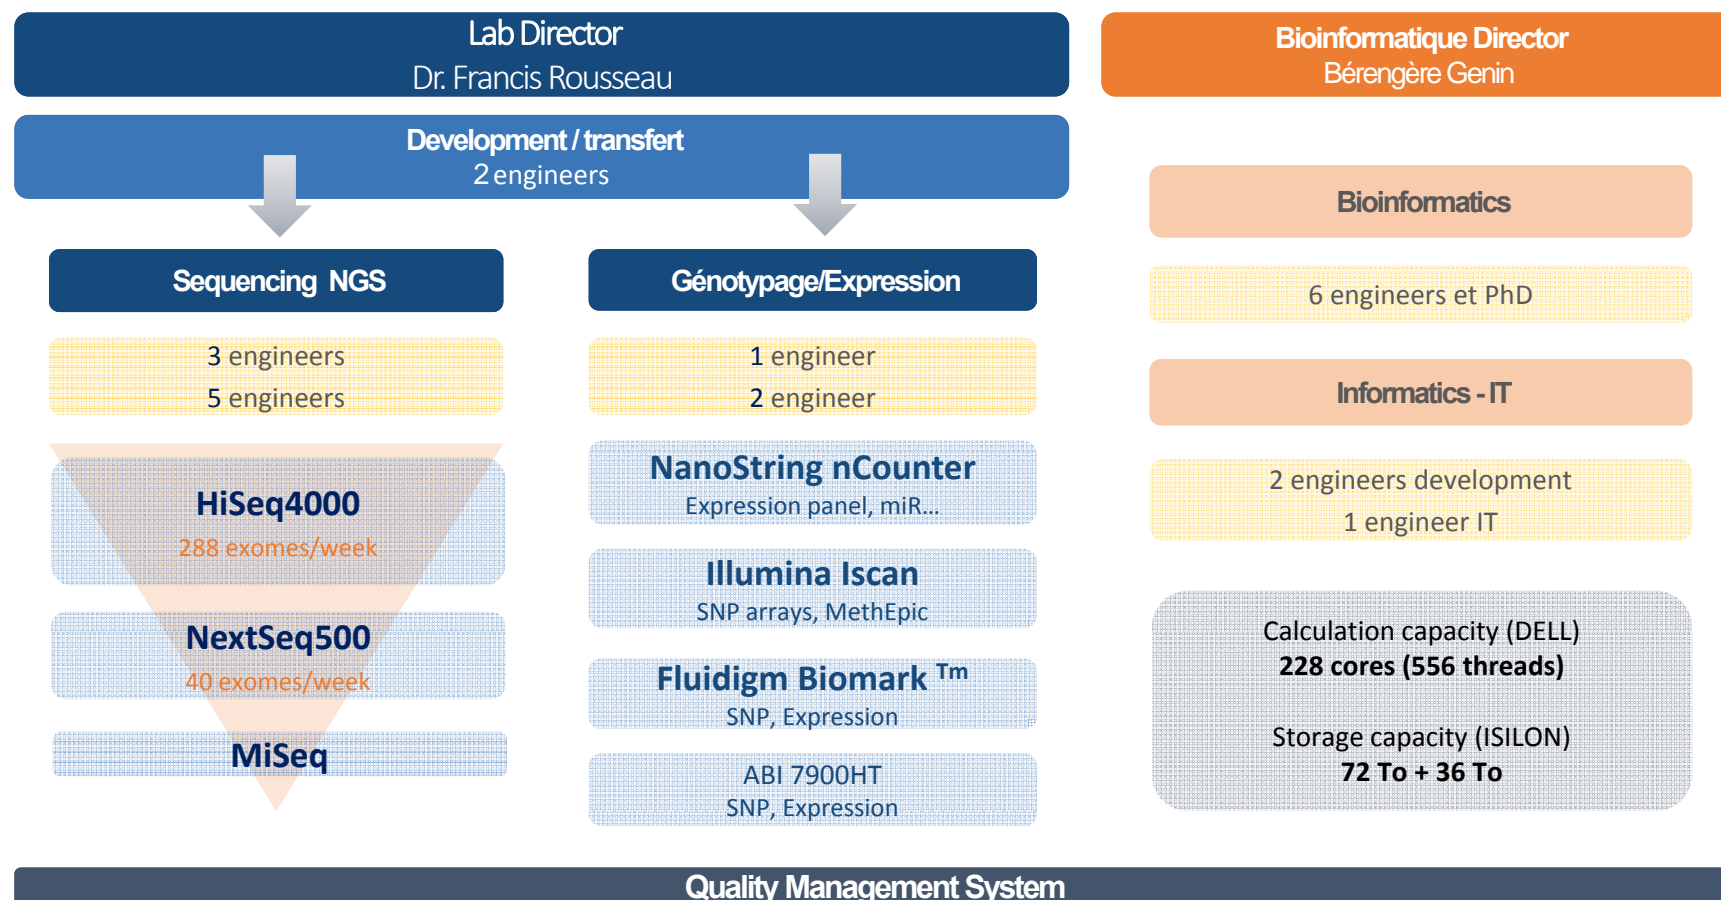 Lab Director
Dr. Francis Rousseau
Bioinformatique Director
Bérengère Genin
Development / transfert
2 engineers
Sequencing NGS
3 engineers
5 engineers
HiSeq4000
288 exomes/week
NextSeq500
40 exomes/week
MiSeq
Génotypage/Expression
1 engineer
2 engineer
NanoString nCounter
Expression panel, miR...
Illumina Iscan
SNP arrays, MethEpic
Fluidigm Biomark Tm
SNP, Expression
ABI 7900HT
SNP, Expression
Bioinformatics
6 engineers et PhD
Informatics - IT
2 engineers development
1 engineer IT
Calculation capacity (DELL)
228 cores (556 threads)
Storage capacity (ISILON)
72 To + 36 To
Quality Management System